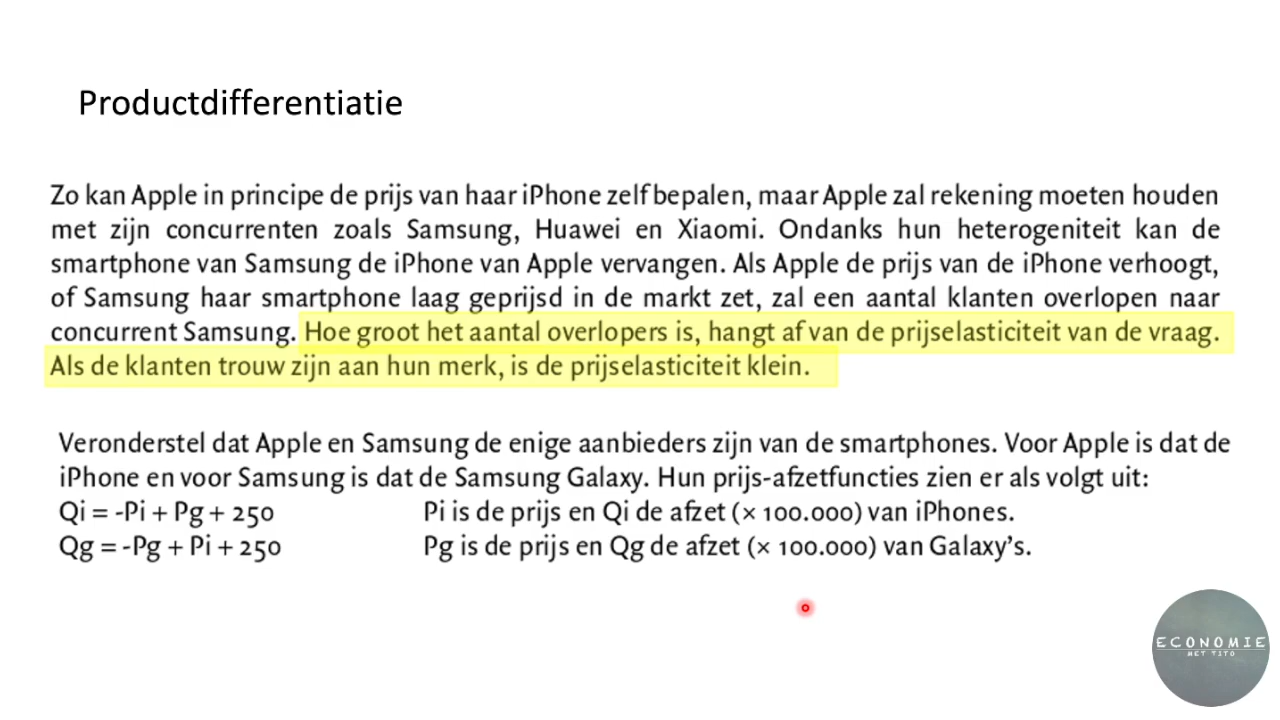 Productdifferentiatie
Zo kan Apple in principe de prijs van haar iPhone zelf bepalen, maar Apple zal rekening moeten houden
met zijn concurrenten zoals Samsung, Huawei en Xiaomi. Ondanks hun heterogeniteit kan de
smartphone van Samsung de iPhone van Apple vervangen. Als Apple de prijs van de iPhone verhoogt,
of Samsung haar smartphone laag geprijsd in de markt zet, zal een aantal klanten overlopen naar
concurrent Samsung. Hoe groot het aantal overlopers is, hangt af van de prijselasticiteit van de vraag.
Als de klanten trouw zijn aan hun merk, is de prijselasticiteit klein.
Veronderstel dat Apple en Samsung de enige aanbieders zijn van de smartphones. Voor Apple is dat de
iPhone en voor Samsung is dat de Samsung Galaxy. Hun prijs-afzetfuncties zien er als volgt uit:
Qi = -Pi + Pg + 250 Pi is de prijs en Qi de afzet (× 100.000) van iPhones.
Qg = -Pg + Pi + 250 Pg is de prijs en Qg de afzet (× 100.000) van Galaxy's.
ECONOMIE
MET TITO